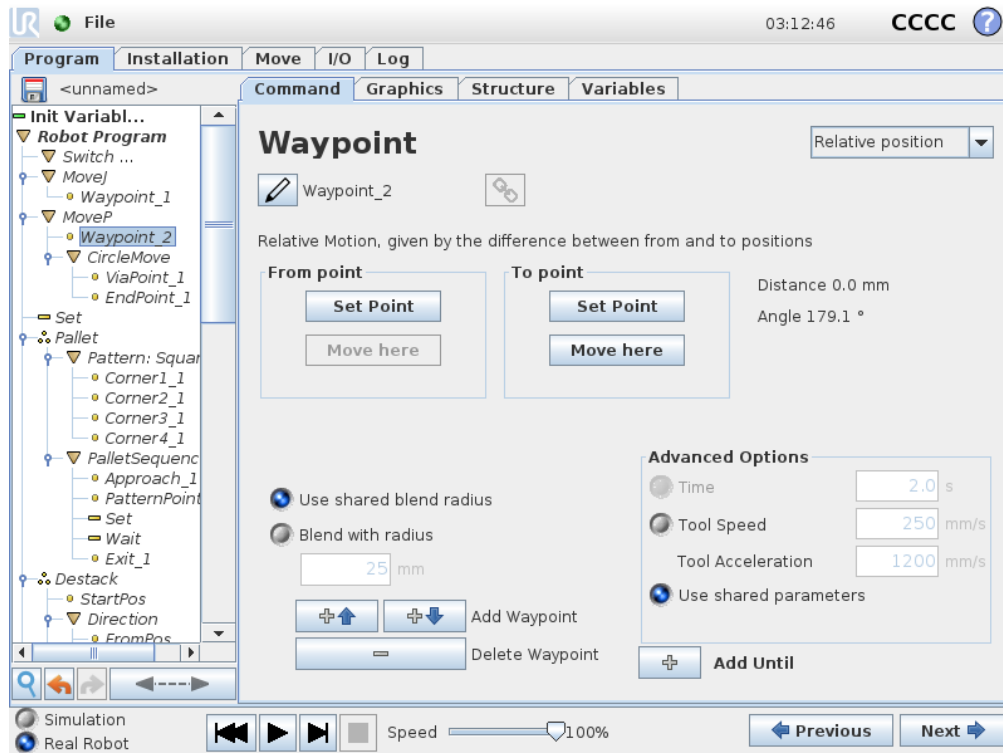 UR File 03:12:46 CCCC ?
Program Installation Move I/O Log
<unnamed>
Command Graphics Structure Variables
Init Variabl...
Robot Program
Switch ...
MoveJ
Waypoint_1
MoveP
Waypoint_2
CircleMove
ViaPoint_1
EndPoint_1
Set
Pallet
Pattern: Squar
Corner1_1
Corner2_1
Corner3_1
Corner4_1
PalletSequenc
Approach_1
PatternPoint
Set
Wait
Exit_1
Destack
StartPos
Direction
FromPos
Waypoint
Relative position
Waypoint_2
Relative Motion, given by the difference between from and to positions
From point
Set Point
Move here
To point
Set Point
Move here
Distance 0.0 mm
Angle 179.1 °
Use shared blend radius
Blend with radius
25 mm
Add Waypoint
Delete Waypoint
Advanced Options
Time 2.0 s
Tool Speed 250 mm/s
Tool Acceleration 1200 mm/s
Use shared parameters
Add Until
Simulation
Real Robot
Speed 100%
Previous Next